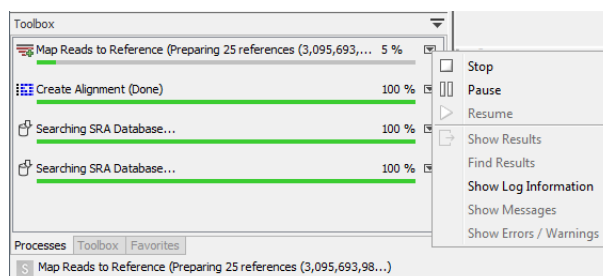 Toolbox
Map Reads to Reference (Preparing 25 references (3,095,693,... 5 %
Create Alignment (Done) 100 %
Searching SRA Database... 100 %
Searching SRA Database... 100 %
Stop
Pause
Resume
Show Results
Find Results
Show Log Information
Show Messages
Show Errors / Warnings
Processes Toolbox Favorites
S Map Reads to Reference (Preparing 25 references (3,095,693,98...)